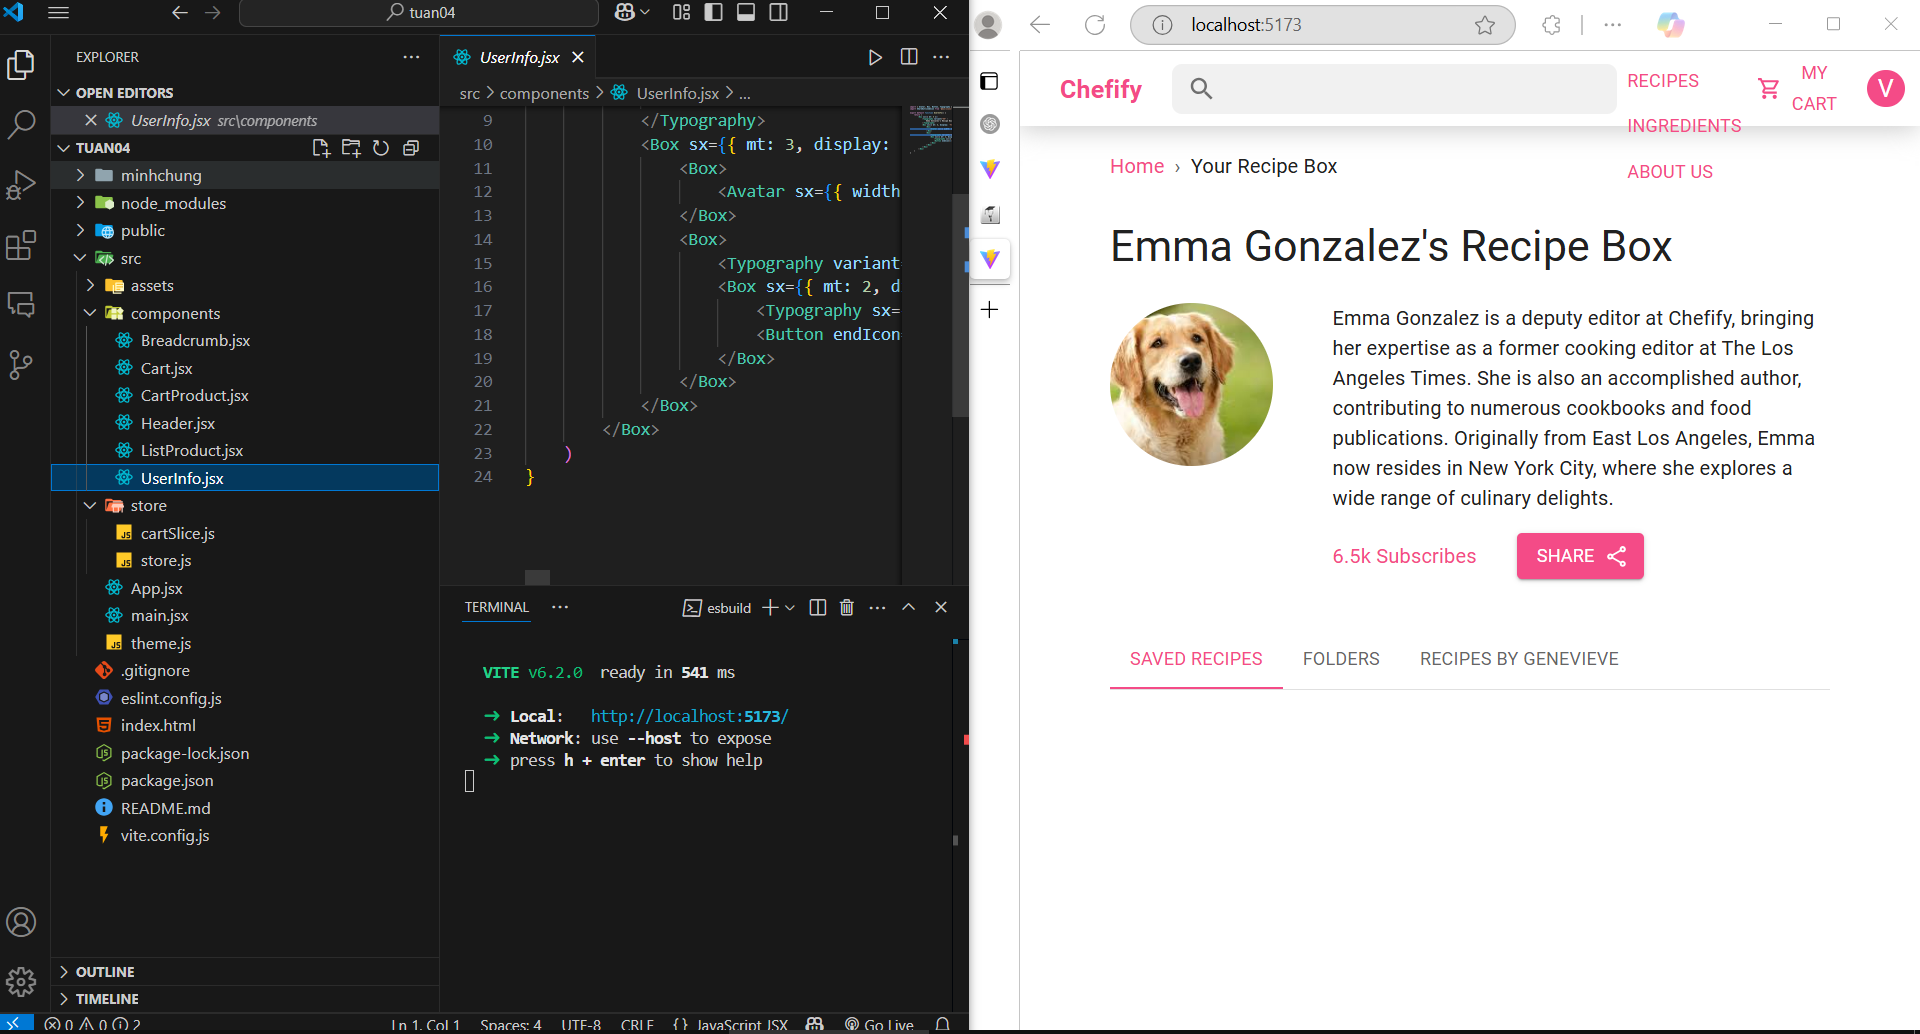 tuan04
EXPLORER
OPEN EDITORS
UserInfo.jsx src\components
TUAN04
minhchung
node_modules
public
src
assets
components
Breadcrumb.jsx
Cart.jsx
CartProduct.jsx
Header.jsx
ListProduct.jsx
UserInfo.jsx
store
cartSlice.js
store.js
App.jsx
main.jsx
theme.js
.gitignore
eslint.config.js
index.html
package-lock.json
package.json
README.md
vite.config.js
OUTLINE
TIMELINE
UserInfo.jsx
src > components > UserInfo.jsx > ...
9 </Typography>
10 <Box sx={{ mt: 3, display:
11 <Box>
12 <Avatar sx={{ width
13 </Box>
14 <Box>
15 <Typography variant
16 <Box sx={{ mt: 2, d
17 <Typography sx=
18 <Button endIcon
19 </Box>
20 </Box>
21 </Box>
22 </Box>
23 )
24 }
TERMINAL
esbuild
VITE v6.2.0 ready in 541 ms
➜ Local: http://localhost:5173/
➜ Network: use --host to expose
➜ press h + enter to show help
0 0 2
Ln 1, Col 1 Spaces: 4 UTF-8 CRLF {} JavaScript JSX Go Live
localhost:5173
Chefify
RECIPES
INGREDIENTS
ABOUT US
MY
CART
V
Home › Your Recipe Box
Emma Gonzalez's Recipe Box
Emma Gonzalez is a deputy editor at Chefify, bringing
her expertise as a former cooking editor at The Los
Angeles Times. She is also an accomplished author,
contributing to numerous cookbooks and food
publications. Originally from East Los Angeles, Emma
now resides in New York City, where she explores a
wide range of culinary delights.
6.5k Subscribes
SHARE
SAVED RECIPES FOLDERS RECIPES BY GENEVIEVE